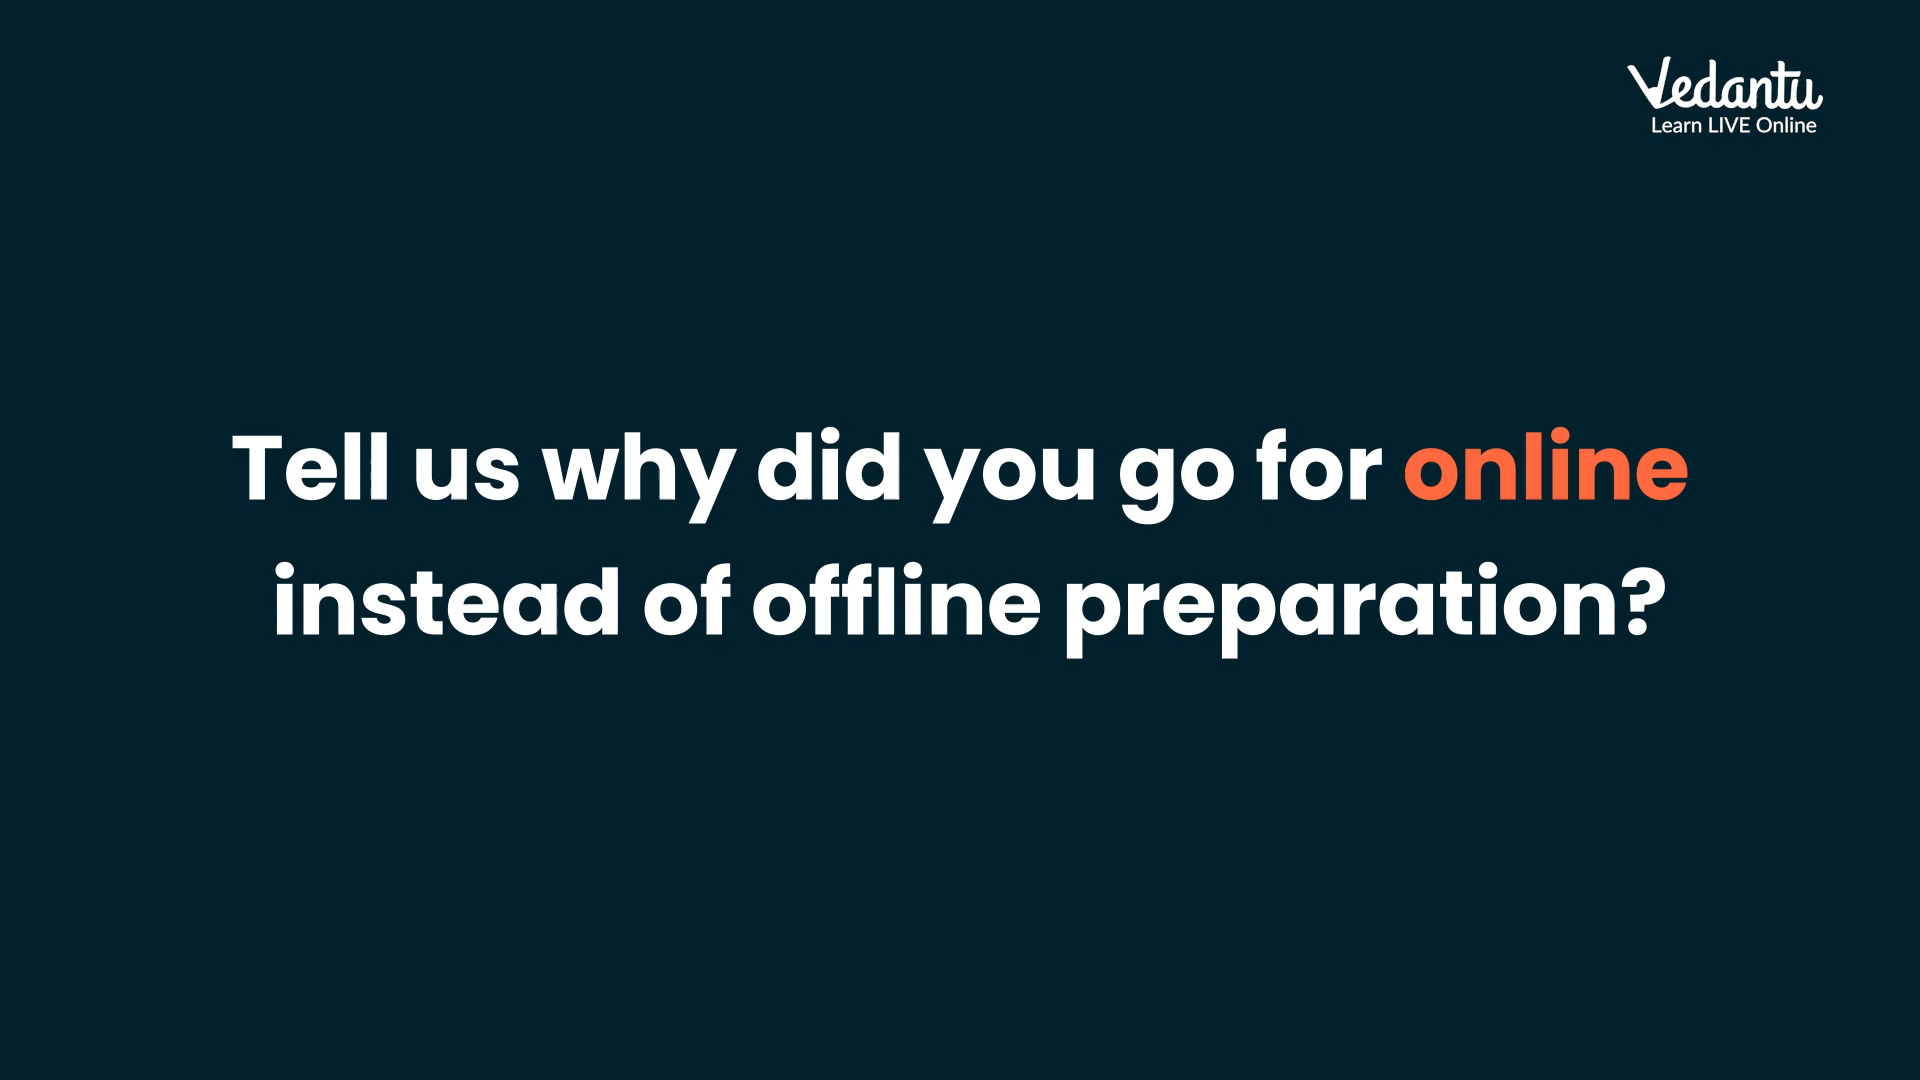 Vedantu
Learn LIVE Online
Tell us why did you go for online
instead of offline preparation?